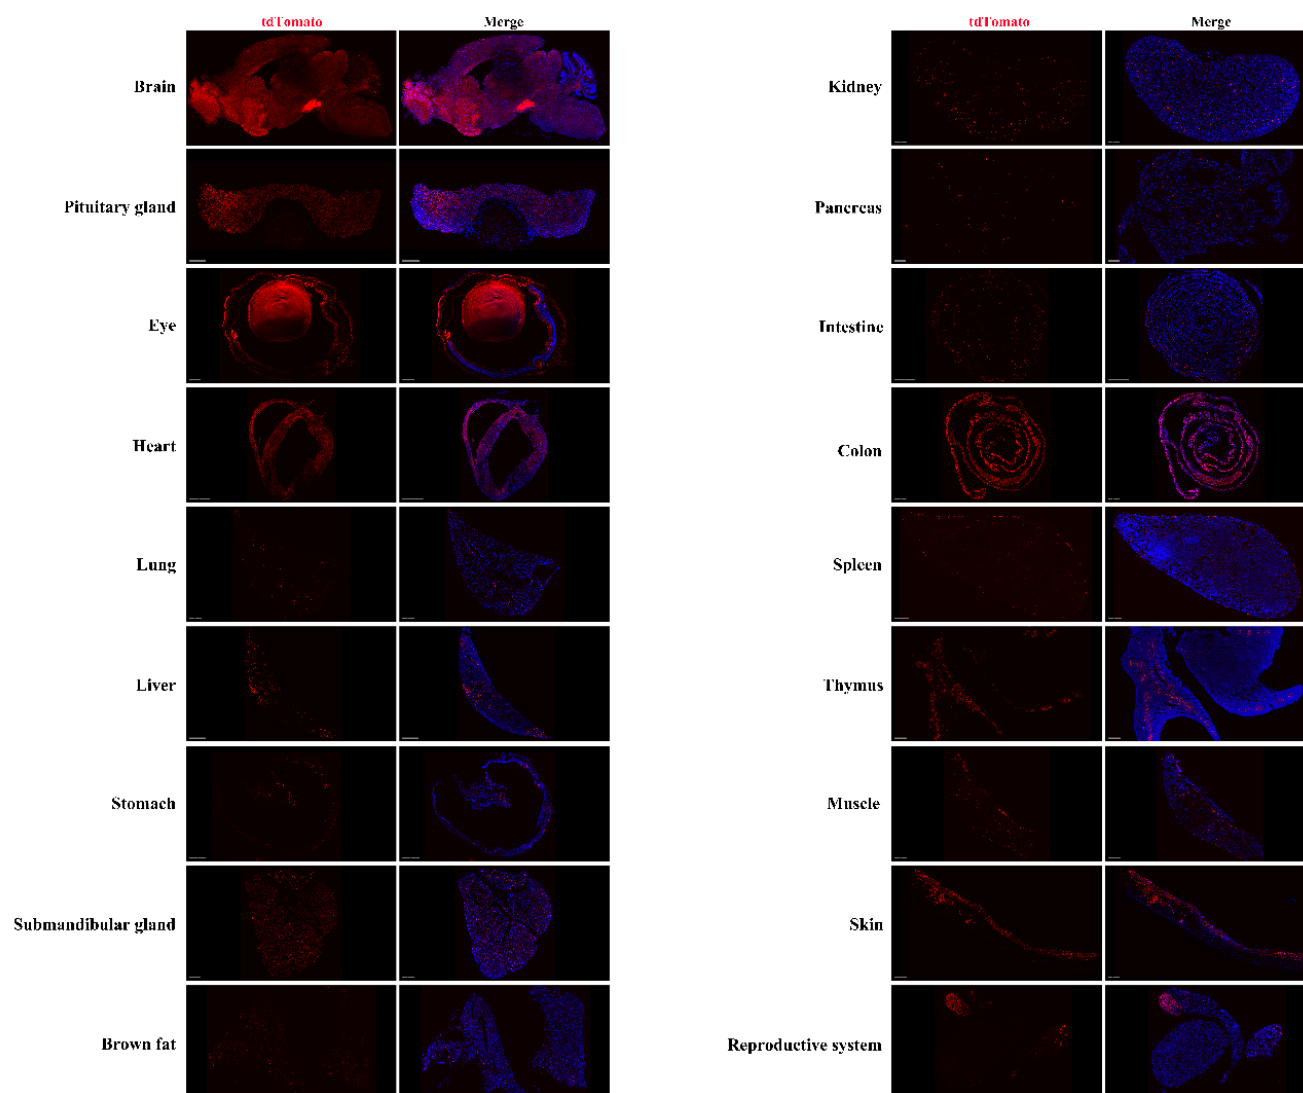 tdTomato Merge
Brain
Pituitary gland
Eye
Heart
Lung
Liver
Stomach
Submandibular gland
Brown fat
tdTomato Merge
Kidney
Pancreas
Intestine
Colon
Spleen
Thymus
Muscle
Skin
Reproductive system